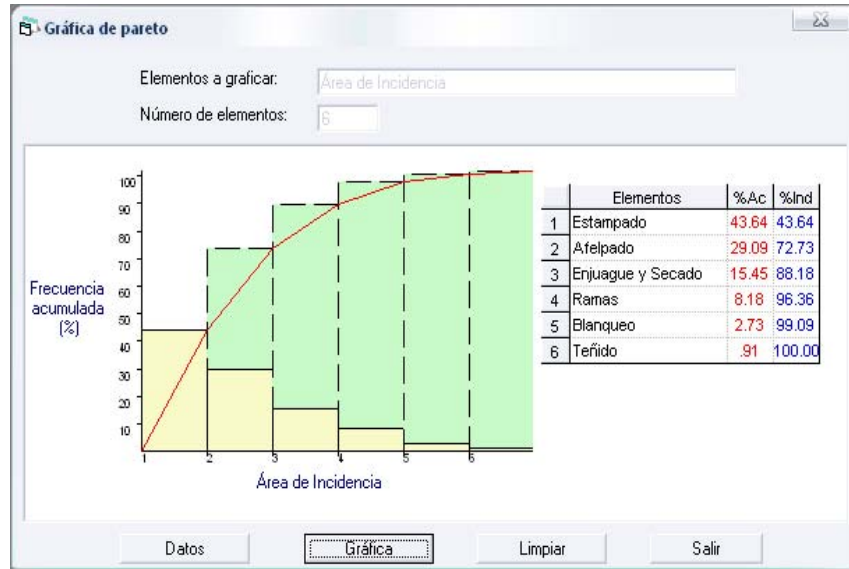 Gráfica de pareto
Elementos a graficar: Área de Incidencia
Número de elementos: 6
100
90
80
70
60
50
40
30
20
10
Frecuencia
acumulada
(%)
1 2 3 4 5 6
Área de Incidencia
Elementos %Ac %Ind
1 Estampado 43.64 43.64
2 Afelpado 29.09 72.73
3 Enjuague y Secado 15.45 88.18
4 Ramas 8.18 96.36
5 Blanqueo 2.73 99.09
6 Teñido .91 100.00
Datos Gráfica Limpiar Salir